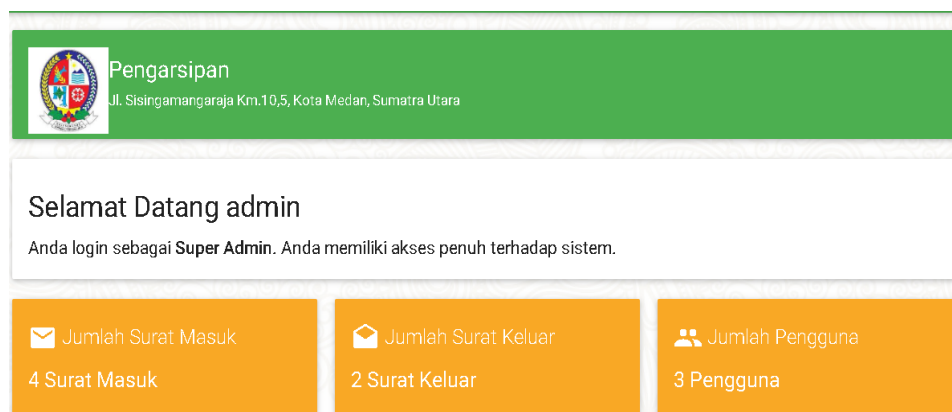 Pengarsipan
Jl. Sisingamangaraja Km.10,5, Kota Medan, Sumatra Utara
Selamat Datang admin
Anda login sebagai Super Admin. Anda memiliki akses penuh terhadap sistem.
Jumlah Surat Masuk
4 Surat Masuk
Jumlah Surat Keluar
2 Surat Keluar
Jumlah Pengguna
3 Pengguna